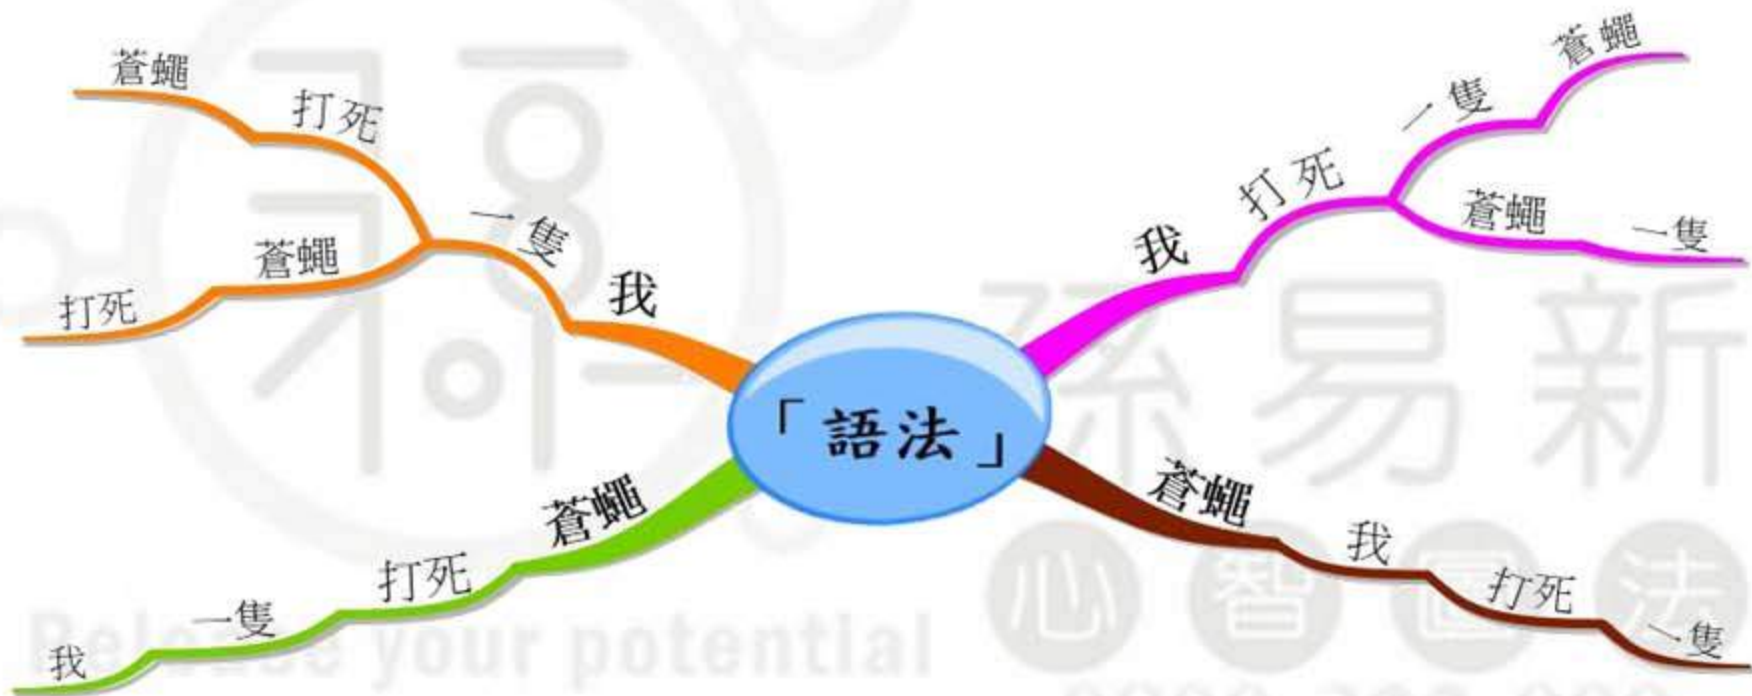 「語法」
我
打死
一隻
蒼蠅
蒼蠅
一隻
蒼蠅
我
打死
一隻
蒼蠅
打死
一隻
我
我
一隻
打死
蒼蠅
蒼蠅
打死
孫易新
心智圖法
Release your potential